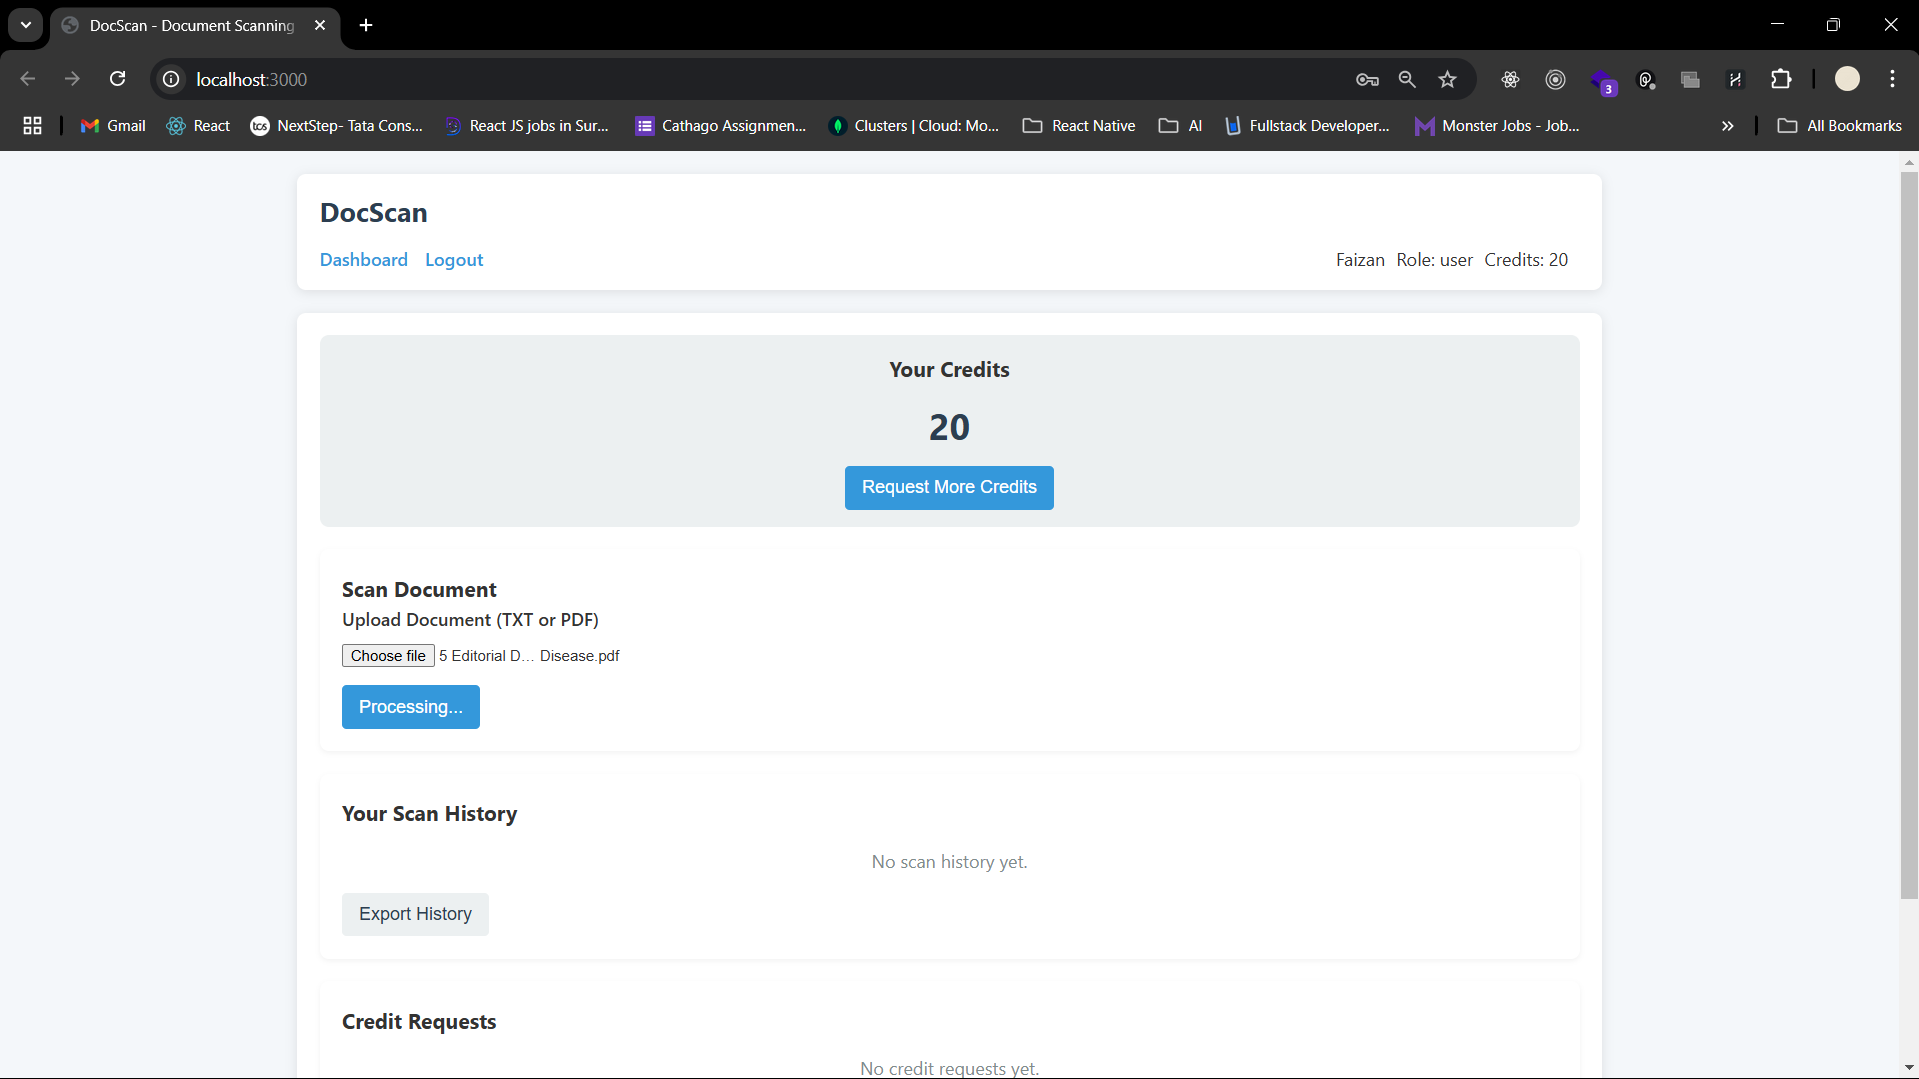 DocScan - Document Scanning
localhost:3000
3
Gmail
React
tcs
NextStep- Tata Cons...
React JS jobs in Sur...
Cathago Assignmen...
Clusters | Cloud: Mo...
React Native
AI
Fullstack Developer...
Monster Jobs - Job...
All Bookmarks
DocScan
Dashboard Logout
Faizan Role: user Credits: 20
Your Credits
20
Request More Credits
Scan Document
Upload Document (TXT or PDF)
Choose file 5 Editorial D... Disease.pdf
Processing...
Your Scan History
No scan history yet.
Export History
Credit Requests
No credit requests yet.